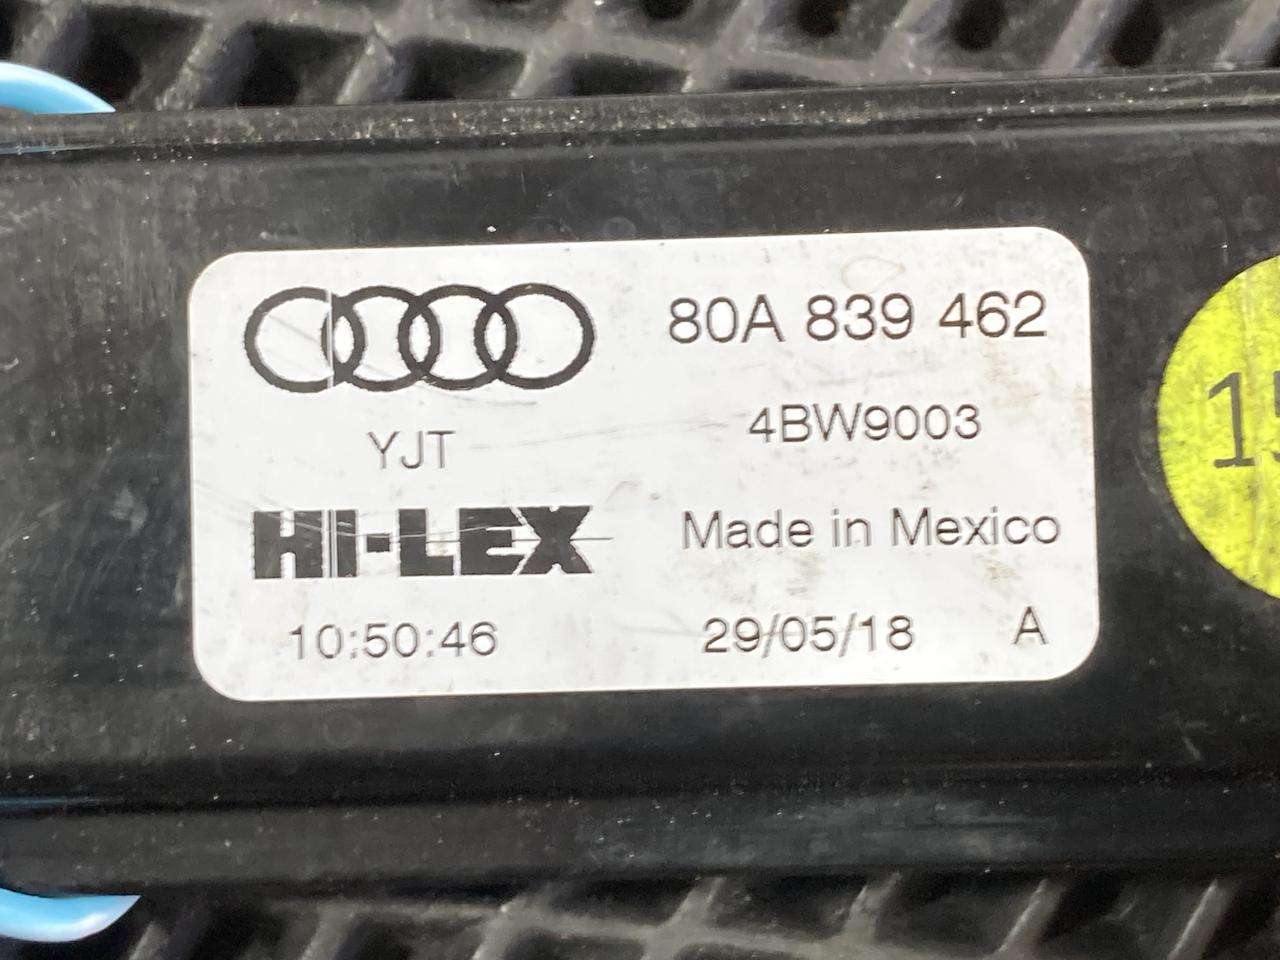 80A 839 462
YJT
4BW9003
HI-LEX
Made in Mexico
10:50:46
29/05/18
A